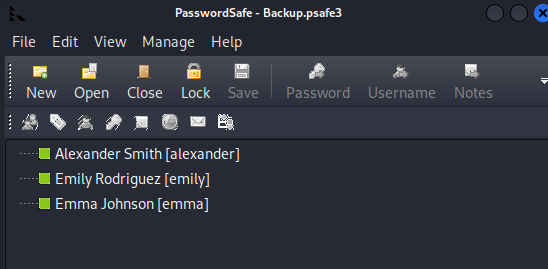 PasswordSafe - Backup.psafe3
File Edit View Manage Help
New Open Close Lock Save Password Username Notes
Alexander Smith [alexander]
Emily Rodriguez [emily]
Emma Johnson [emma]